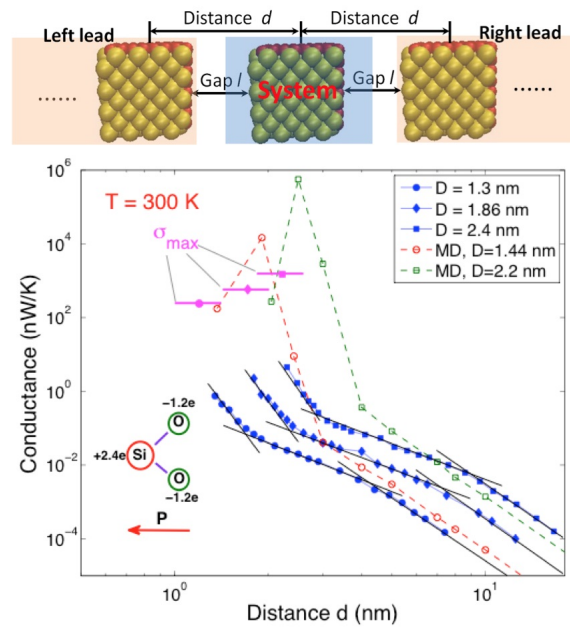 Distance d Distance d
Left lead Right lead
Gap l Gap l
System
...... ......
10^6
10^4
10^2
10^0
10^-2
10^-4
Conductance (nW/K)
T = 300 K
σmax
D = 1.3 nm
D = 1.86 nm
D = 2.4 nm
MD, D=1.44 nm
MD, D=2.2 nm
-1.2e
O
+2.4e Si
O
-1.2e
P
10^0 10^1
Distance d (nm)